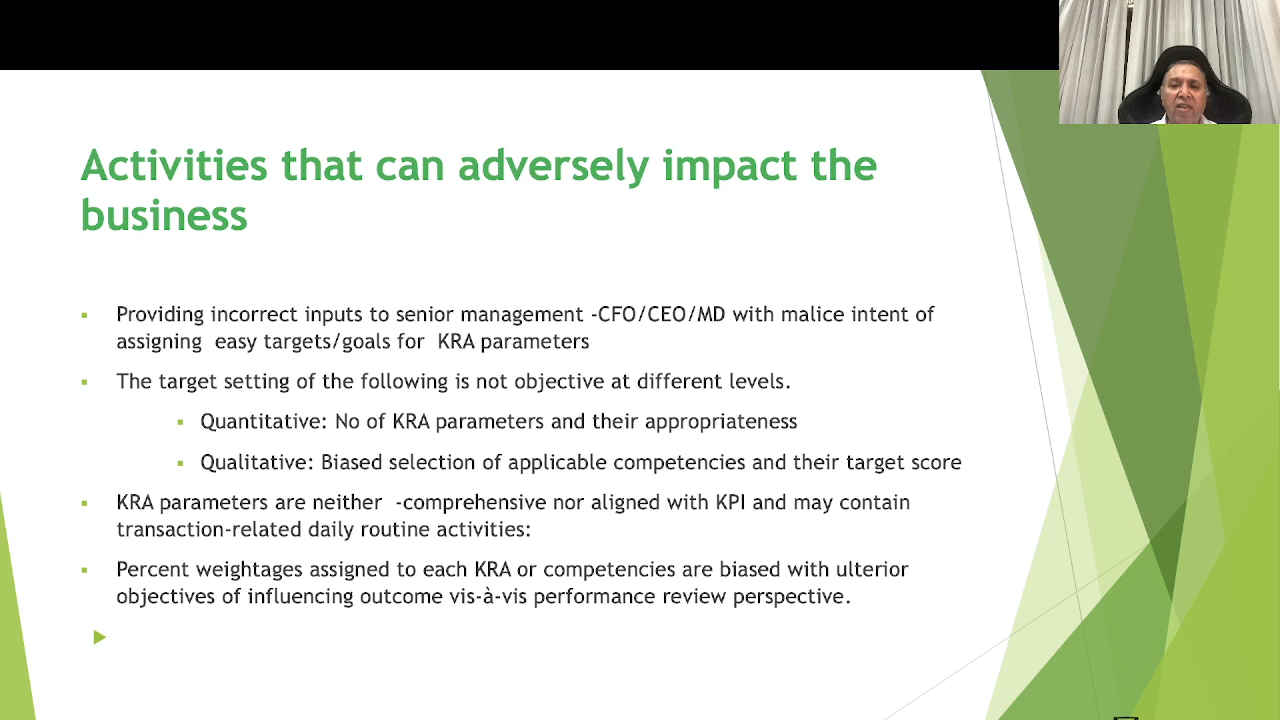 Activities that can adversely impact the
business
Providing incorrect inputs to senior management -CFO/CEO/MD with malice intent of
assigning easy targets/goals for KRA parameters
The target setting of the following is not objective at different levels.
Quantitative: No of KRA parameters and their appropriateness
Qualitative: Biased selection of applicable competencies and their target score
KRA parameters are neither -comprehensive nor aligned with KPI and may contain
transaction-related daily routine activities:
Percent weightages assigned to each KRA or competencies are biased with ulterior
objectives of influencing outcome vis-à-vis performance review perspective.